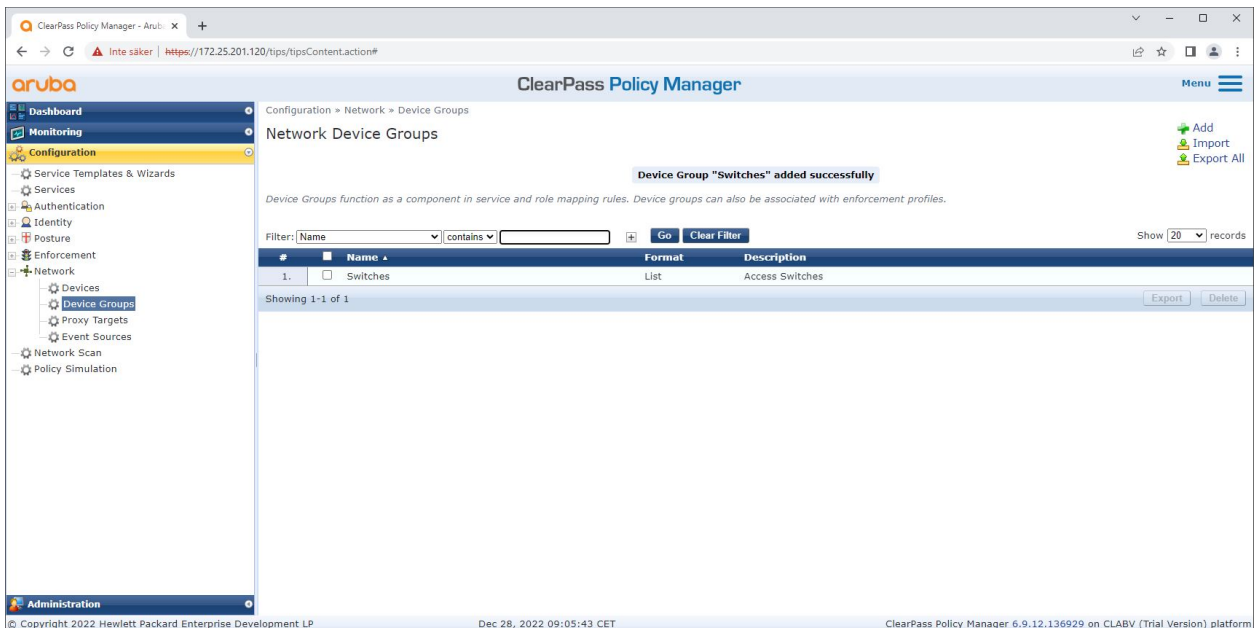 ClearPass Policy Manager - Arub
Inte säker | https://172.25.201.120/tips/tipsContent.action#
aruba
ClearPass Policy Manager
Menu
Dashboard
Monitoring
Configuration
Service Templates & Wizards
Services
Authentication
Identity
Posture
Enforcement
Network
Devices
Device Groups
Proxy Targets
Event Sources
Network Scan
Policy Simulation
Administration
Configuration » Network » Device Groups
Network Device Groups
Add
Import
Export All
Device Group "Switches" added successfully
Device Groups function as a component in service and role mapping rules. Device groups can also be associated with enforcement profiles.
Filter: Name contains Go Clear Filter Show 20 records
# Name Format Description
1. Switches List Access Switches
Showing 1-1 of 1 Export Delete
© Copyright 2022 Hewlett Packard Enterprise Development LP Dec 28, 2022 09:05:43 CET ClearPass Policy Manager 6.9.12.136929 on CLABV (Trial Version) platform